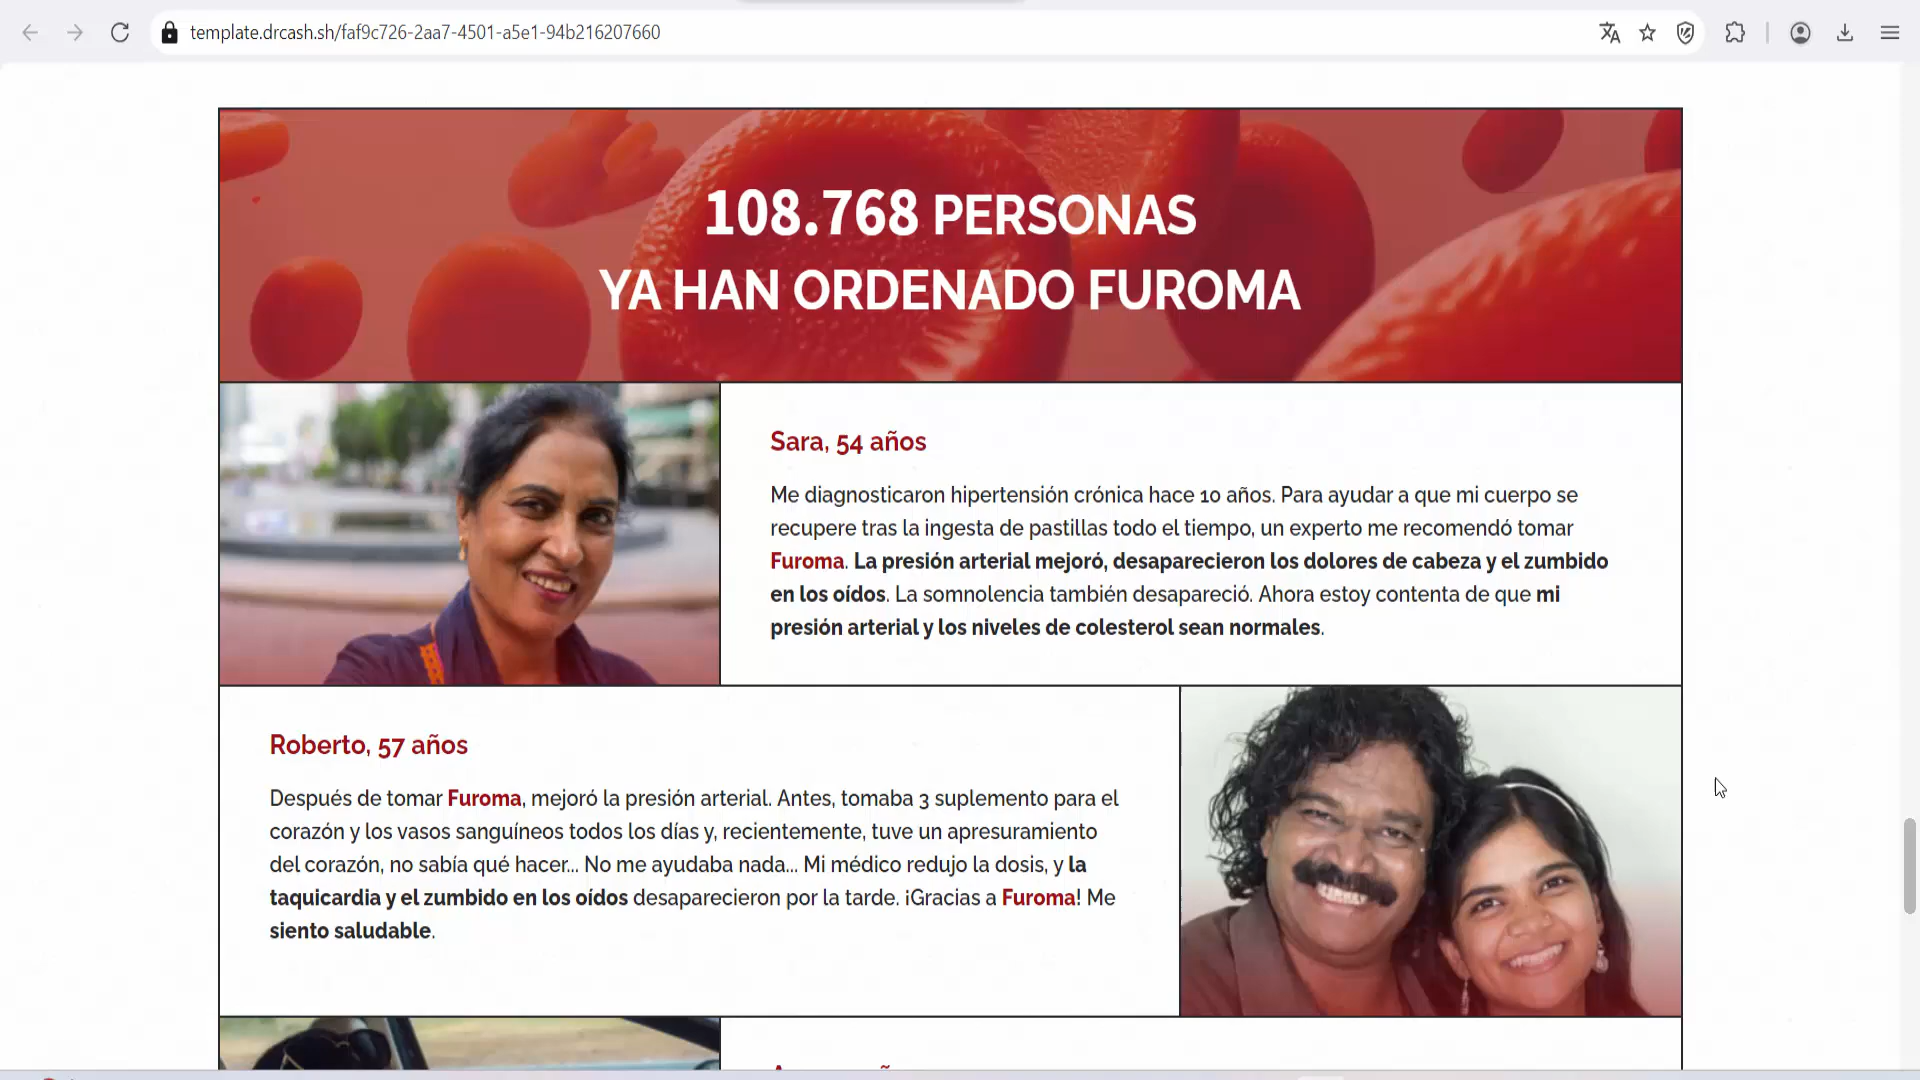 template.drcash.sh/faf9c726-2aa7-4501-a5e1-94b216207660
108.768 PERSONAS
YA HAN ORDENADO FUROMA
Sara, 54 años
Me diagnosticaron hipertensión crónica hace 10 años. Para ayudar a que mi cuerpo se
recupere tras la ingesta de pastillas todo el tiempo, un experto me recomendó tomar
Furoma. La presión arterial mejoró, desaparecieron los dolores de cabeza y el zumbido
en los oídos. La somnolencia también desapareció. Ahora estoy contenta de que mi
presión arterial y los niveles de colesterol sean normales.
Roberto, 57 años
Después de tomar Furoma, mejoró la presión arterial. Antes, tomaba 3 suplemento para el
corazón y los vasos sanguíneos todos los días y, recientemente, tuve un apresuramiento
del corazón, no sabía qué hacer... No me ayudaba nada... Mi médico redujo la dosis, y la
taquicardia y el zumbido en los oídos desaparecieron por la tarde. ¡Gracias a Furoma! Me
siento saludable.